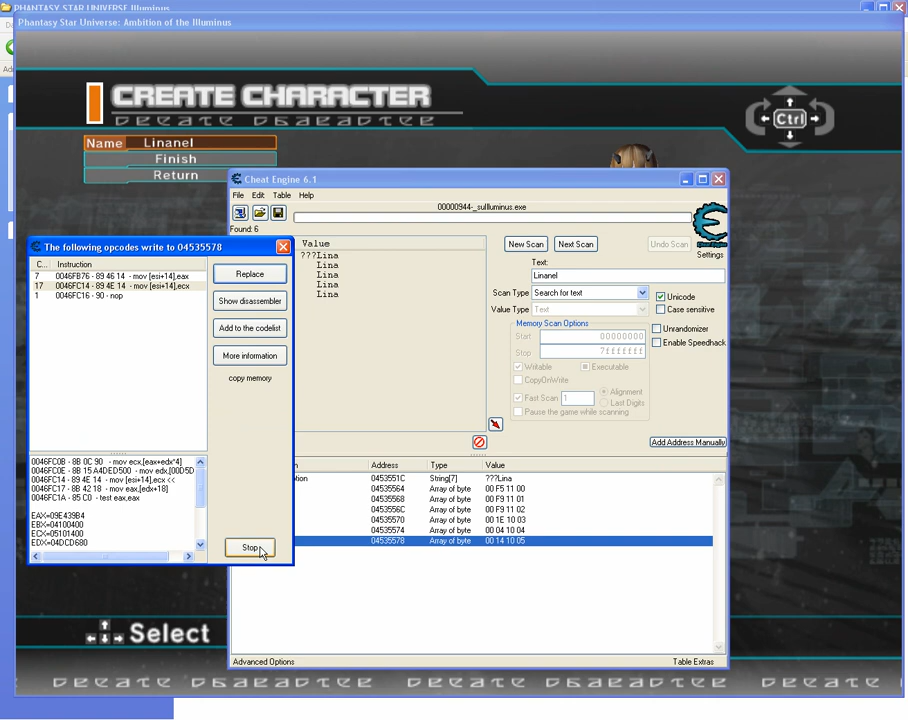 PHANTASY STAR UNIVERSE Illuminus
Phantasy Star Universe: Ambition of the Illuminus
CREATE CHARACTER
Name Linanel
Finish
Return
Ctrl
Cheat Engine 6.1
File Edit Table Help
00000944-_sulluminus.exe
Found: 6
Value
???Lina
Lina
Lina
Lina
Lina
New Scan Next Scan Undo Scan
Settings
Text:
Linanel
Scan Type Search for text
Value Type Text
Unicode
Case sensitive
Unrandomizer
Enable Speedhack
Memory Scan Options
Start 00000000
Stop 7fffffff
Writable Executable
CopyOnWrite
Fast Scan 1
Alignment
Last Digits
Pause the game while scanning
Add Address Manually
The following opcodes write to 04535578
C... Instruction
7 0046FB76 - 89 46 14 - mov [esi+14],eax
17 0046FC14 - 89 4E 14 - mov [esi+14],ecx
1 0046FC16 - 90 - nop
Replace
Show disassembler
Add to the codelist
More information
copy memory
0046FC0B - 8B 0C 90 - mov ecx,[eax+edx*4]
0046FC0E - 8B 15 A4DED500 - mov edx,[00D5D
0046FC14 - 89 4E 14 - mov [esi+14],ecx <<
0046FC17 - 8B 42 18 - mov eax,[edx+18]
0046FC1A - 85 C0 - test eax,eax
EAX=09E439B4
EBX=04100400
ECX=05101400
EDX=04DCD680
Stop
ption Address Type Value
0453551C String[7] ???Lina
04535564 Array of byte 00 F5 11 00
04535568 Array of byte 00 F9 11 01
0453556C Array of byte 00 F9 11 02
04535570 Array of byte 00 1E 10 03
04535574 Array of byte 00 04 10 04
04535578 Array of byte 00 14 10 05
Advanced Options Table Extras
Select